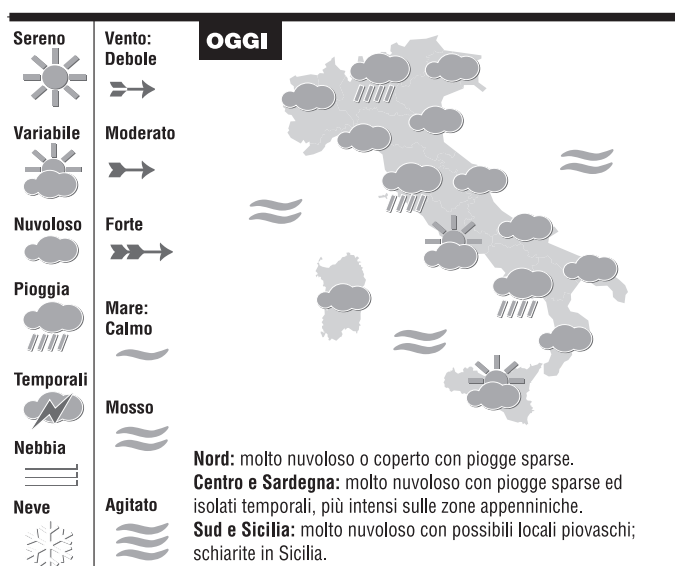 Sereno
Variabile
Nuvoloso
Pioggia
Temporali
Nebbia
Neve
Vento:
Debole
Moderato
Forte
Mare:
Calmo
Mosso
Agitato
OGGI
Nord: molto nuvoloso o coperto con piogge sparse.
Centro e Sardegna: molto nuvoloso con piogge sparse ed
isolati temporali, più intensi sulle zone appenniniche.
Sud e Sicilia: molto nuvoloso con possibili locali piovaschi;
schiarite in Sicilia.